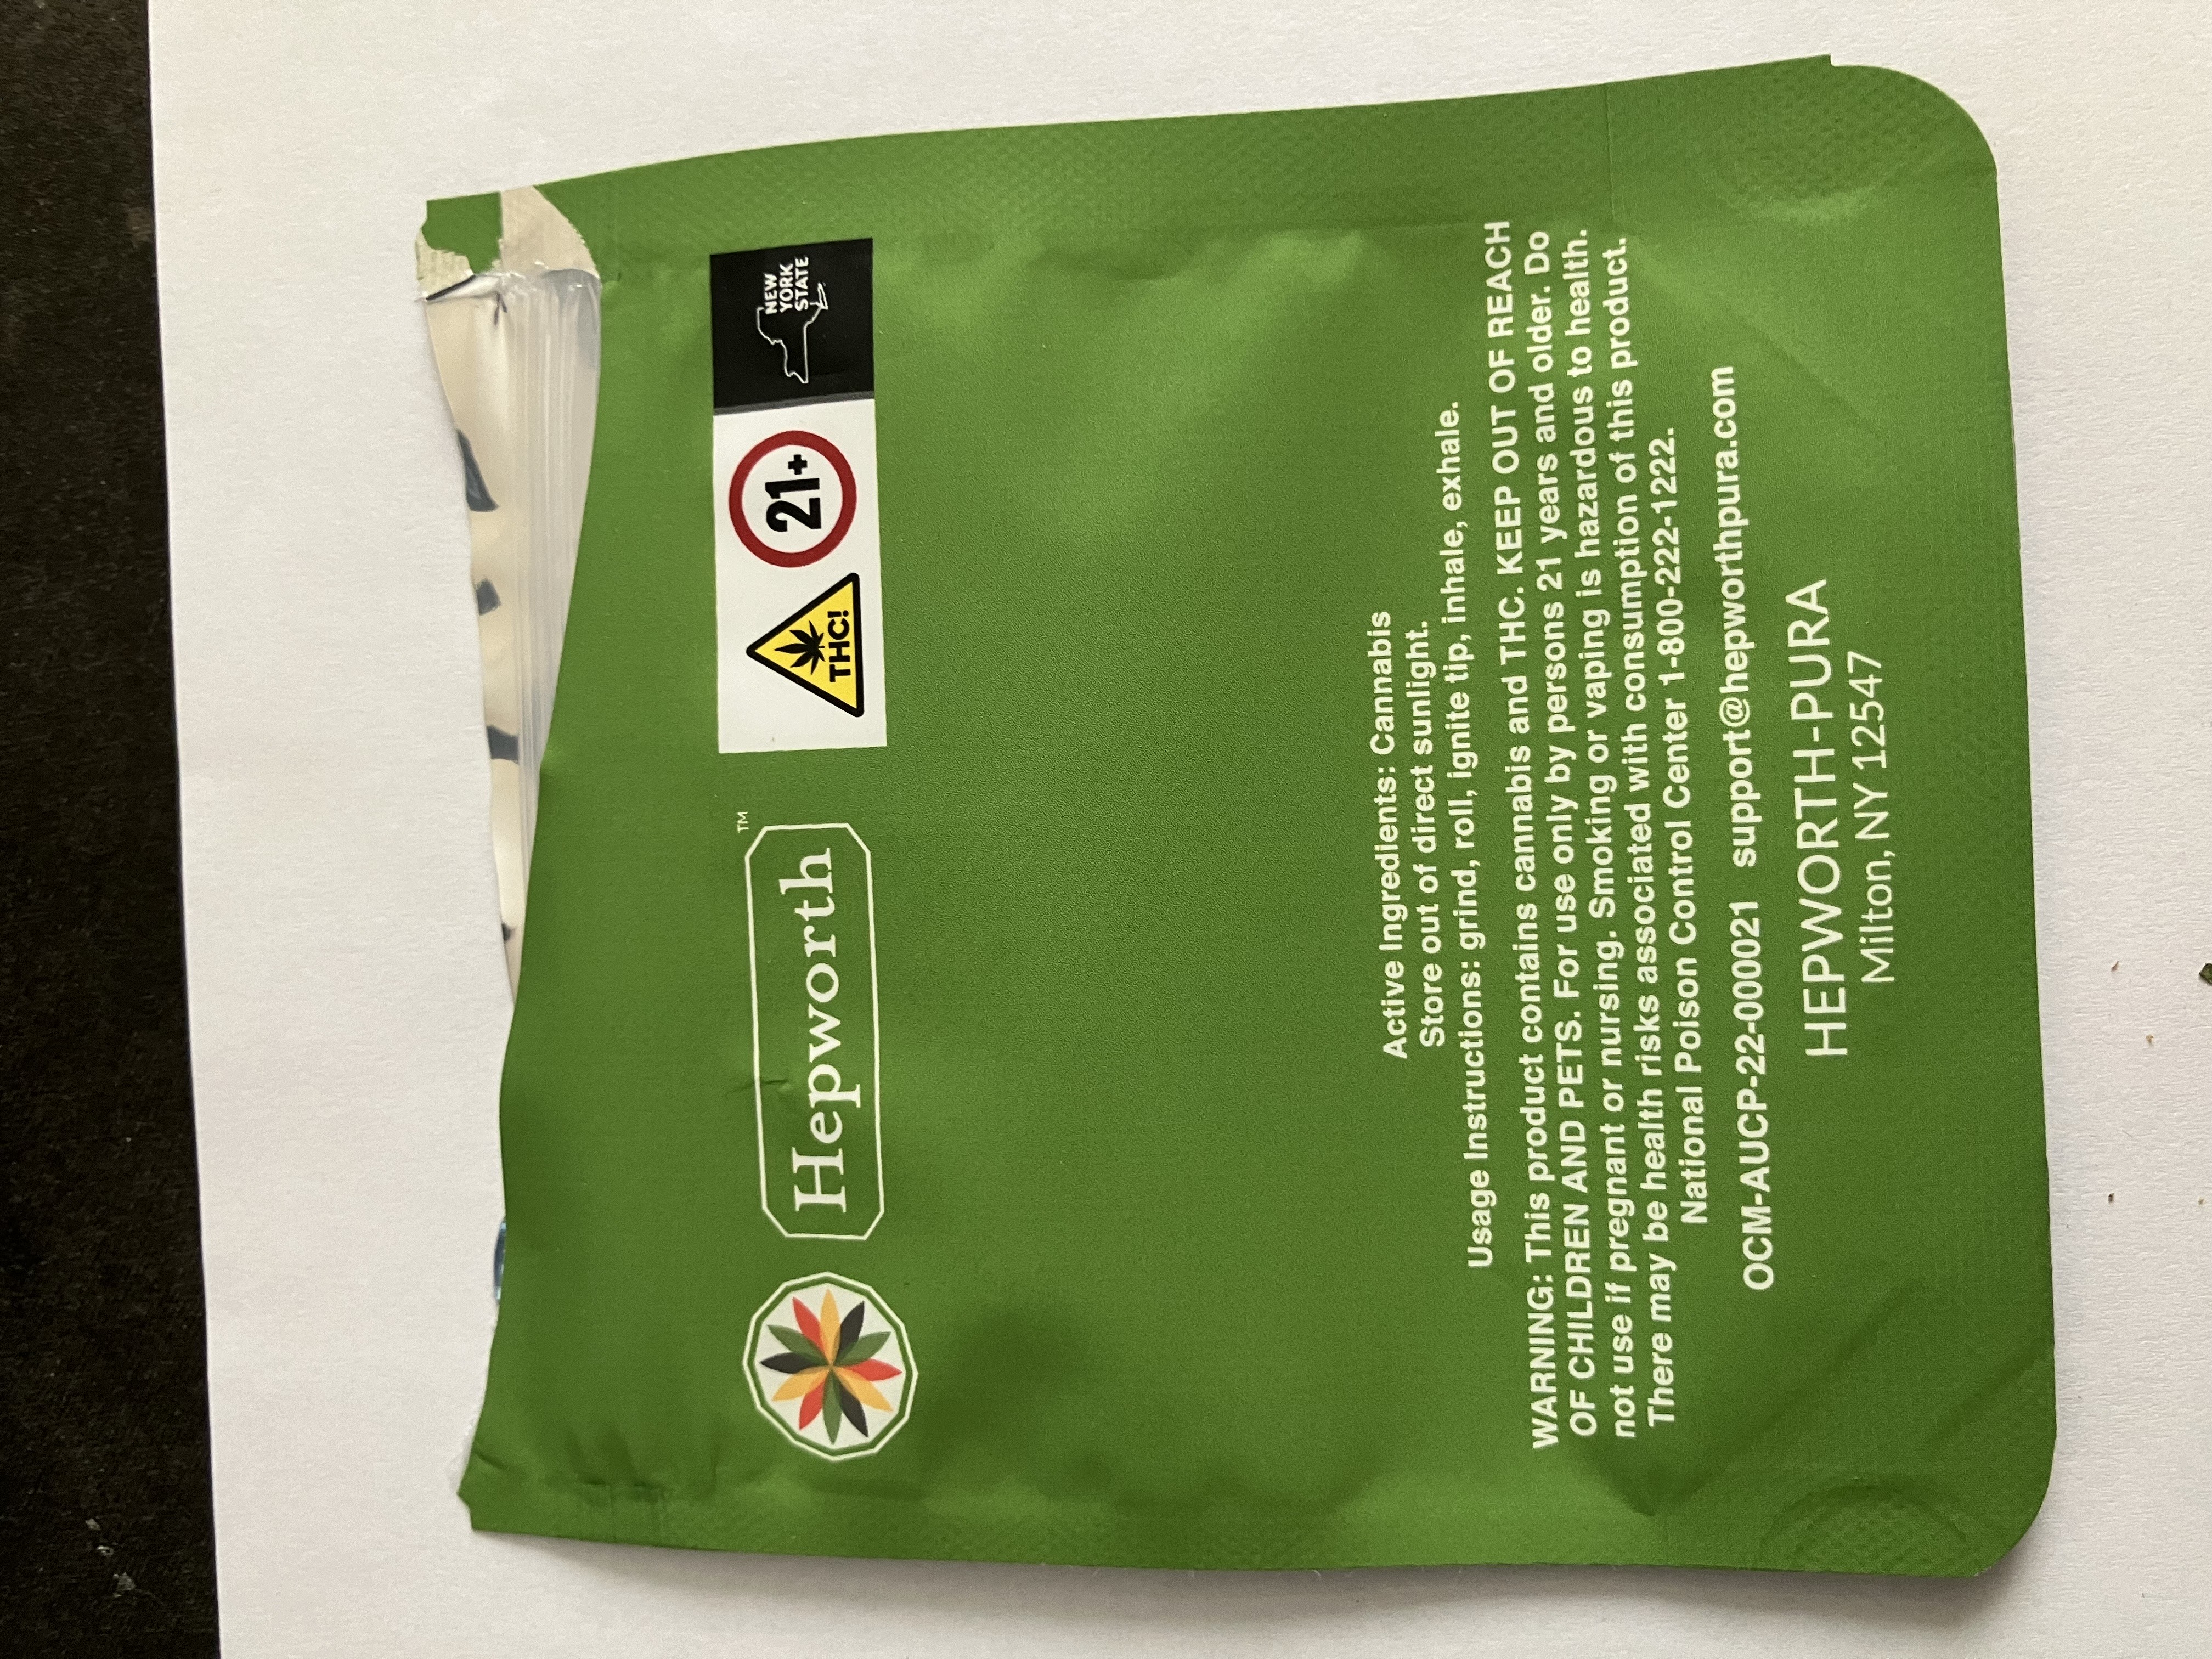 Hepworth™
THC!
21+
NEW
YORK
STATE
Active Ingredients: Cannabis
Store out of direct sunlight.
Usage Instructions: grind, roll, ignite tip, inhale, exhale.
WARNING: This product contains cannabis and THC. KEEP OUT OF REACH
OF CHILDREN AND PETS. For use only by persons 21 years and older. Do
not use if pregnant or nursing. Smoking or vaping is hazardous to health.
There may be health risks associated with consumption of this product.
National Poison Control Center 1-800-222-1222.
OCM-AUCP-22-000021 support@hepworthpura.com
HEPWORTH-PURA
Milton, NY 12547